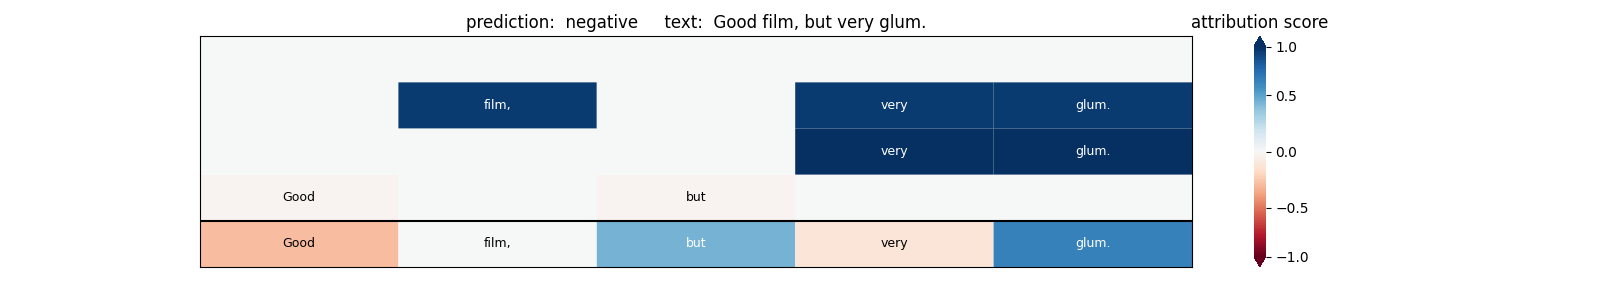 prediction:  negative     text:  Good film, but very glum.
attribution score
film, very glum.
very glum.
Good but
Good film, but very glum.
1.0
0.5
0.0
−0.5
−1.0